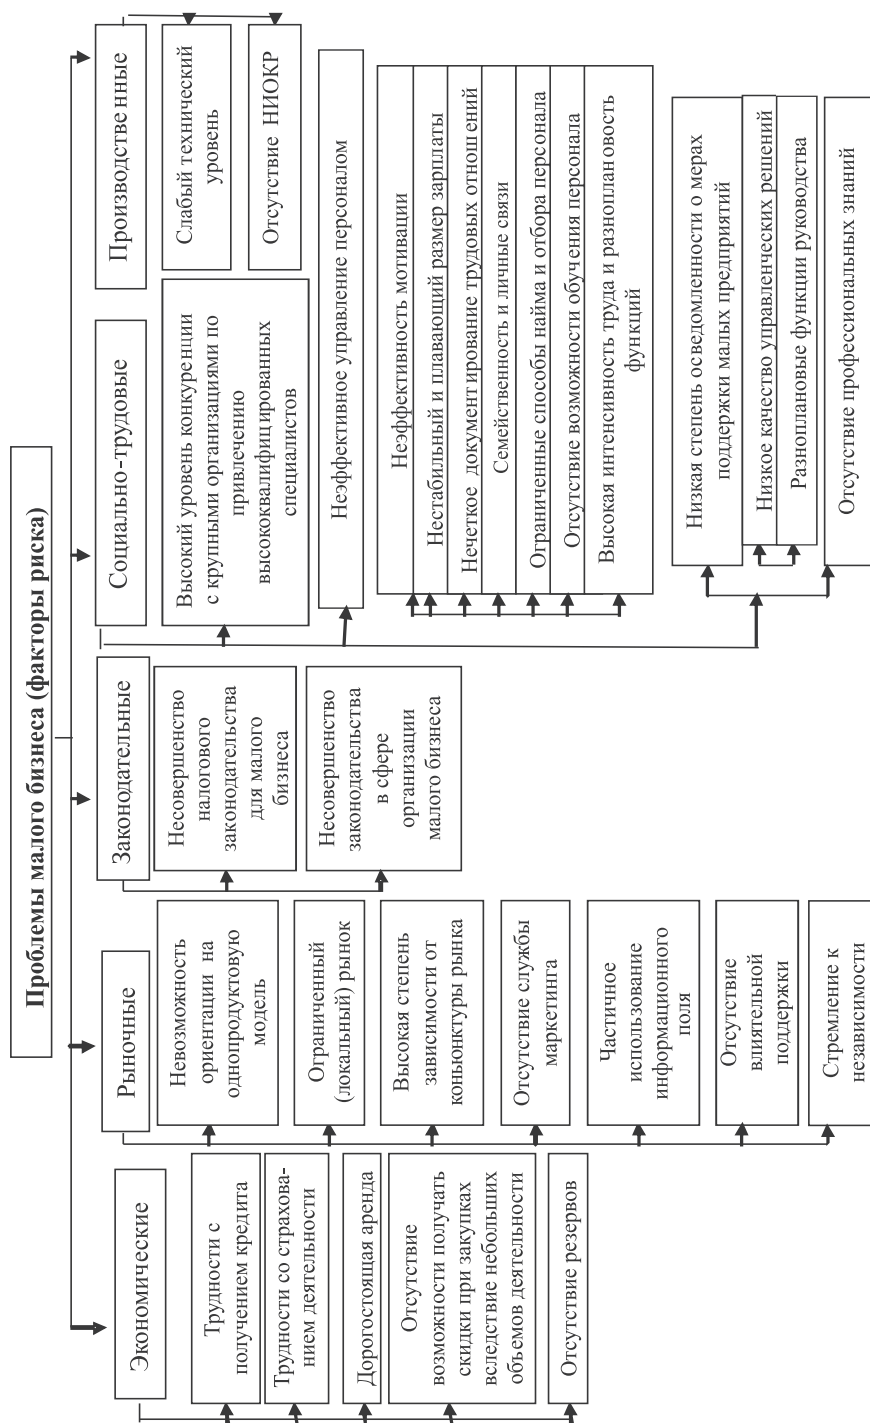 Проблемы малого бизнеса (факторы риска)
Экономические
Трудности с
получением кредита
Трудности со страхова-
нием деятельности
Дорогостоящая аренда
Отсутствие
возможности получать
скидки при закупках
вследствие небольших
объемов деятельности
Отсутствие резервов
Рыночные
Невозможность
ориентации на
однопродуктовую
модель
Ограниченный
(локальный) рынок
Высокая степень
зависимости от
коньюнктуры рынка
Отсутствие службы
маркетинга
Частичное
использование
информационного
поля
Отсутствие
влиятельной
поддержки
Стремление к
независимости
Законодательные
Несовершенство
налогового
законодательства
для малого
бизнеса
Несовершенство
законодательства
в сфере
организации
малого бизнеса
Социально-трудовые
Высокий уровень конкуренции
с крупными организациями по
привлечению
высококвалифицированных
специалистов
Неэффективное управление персоналом
Неэффективность мотивации
Нестабильный и плавающий размер зарплаты
Нечеткое документирование трудовых отношений
Семейственность и личные связи
Ограниченные способы найма и отбора персонала
Отсутствие возможности обучения персонала
Высокая интенсивность труда и разноплановость
функций
Низкая степень осведомленности о мерах
поддержки малых предприятий
Низкое качество управленческих решений
Разноплановые функции руководства
Отсутствие профессиональных знаний
Производственные
Слабый технический
уровень
Отсутствие НИОКР